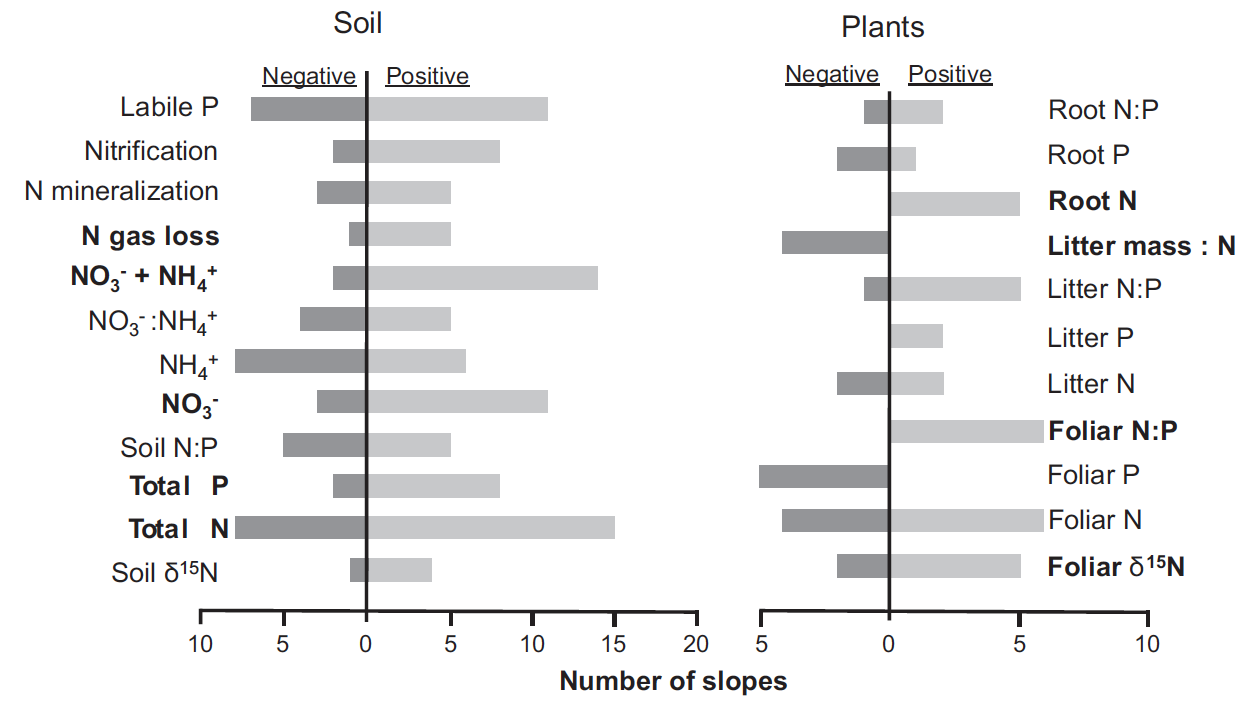 Soil
Negative Positive
Labile P
Nitrification
N mineralization
N gas loss
NO₃⁻ + NH₄⁺
NO₃⁻:NH₄⁺
NH₄⁺
NO₃⁻
Soil N:P
Total P
Total N
Soil δ¹⁵N
10 5 0 5 10 15 20
Plants
Negative Positive
Root N:P
Root P
Root N
Litter mass : N
Litter N:P
Litter P
Litter N
Foliar N:P
Foliar P
Foliar N
Foliar δ¹⁵N
5 0 5 10
Number of slopes